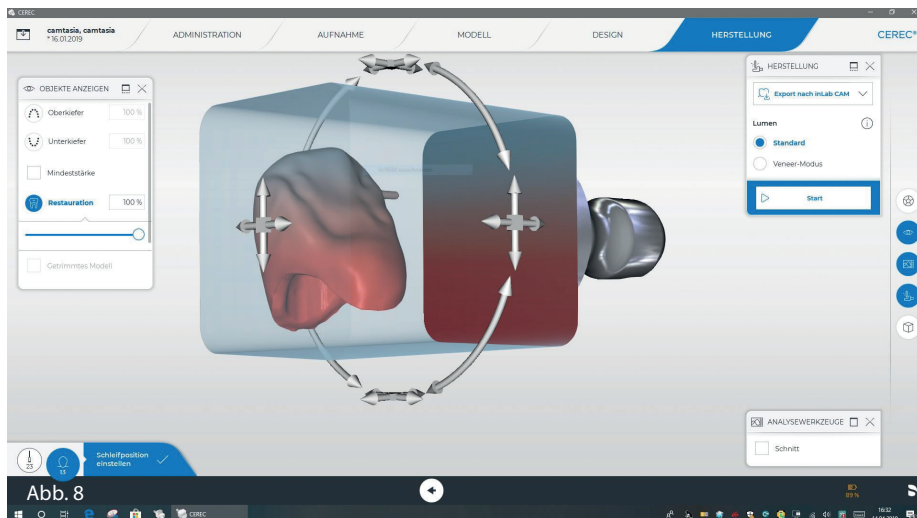 CEREC
camtasia, camtasia
* 16.01.2019
ADMINISTRATION
AUFNAHME
MODELL
DESIGN
HERSTELLUNG
CEREC®
OBJEKTE ANZEIGEN
Oberkiefer 100 %
Unterkiefer 100 %
Mindeststärke
Restauration 100 %
Getrimmtes Modell
HERSTELLUNG
Export nach inLab CAM
Lumen
Standard
Veneer-Modus
Start
ANALYSEWERKZEUGE
Schnitt
23
13
Schleifposition
einstellen
Abb. 8
89 %
CEREC
16:32